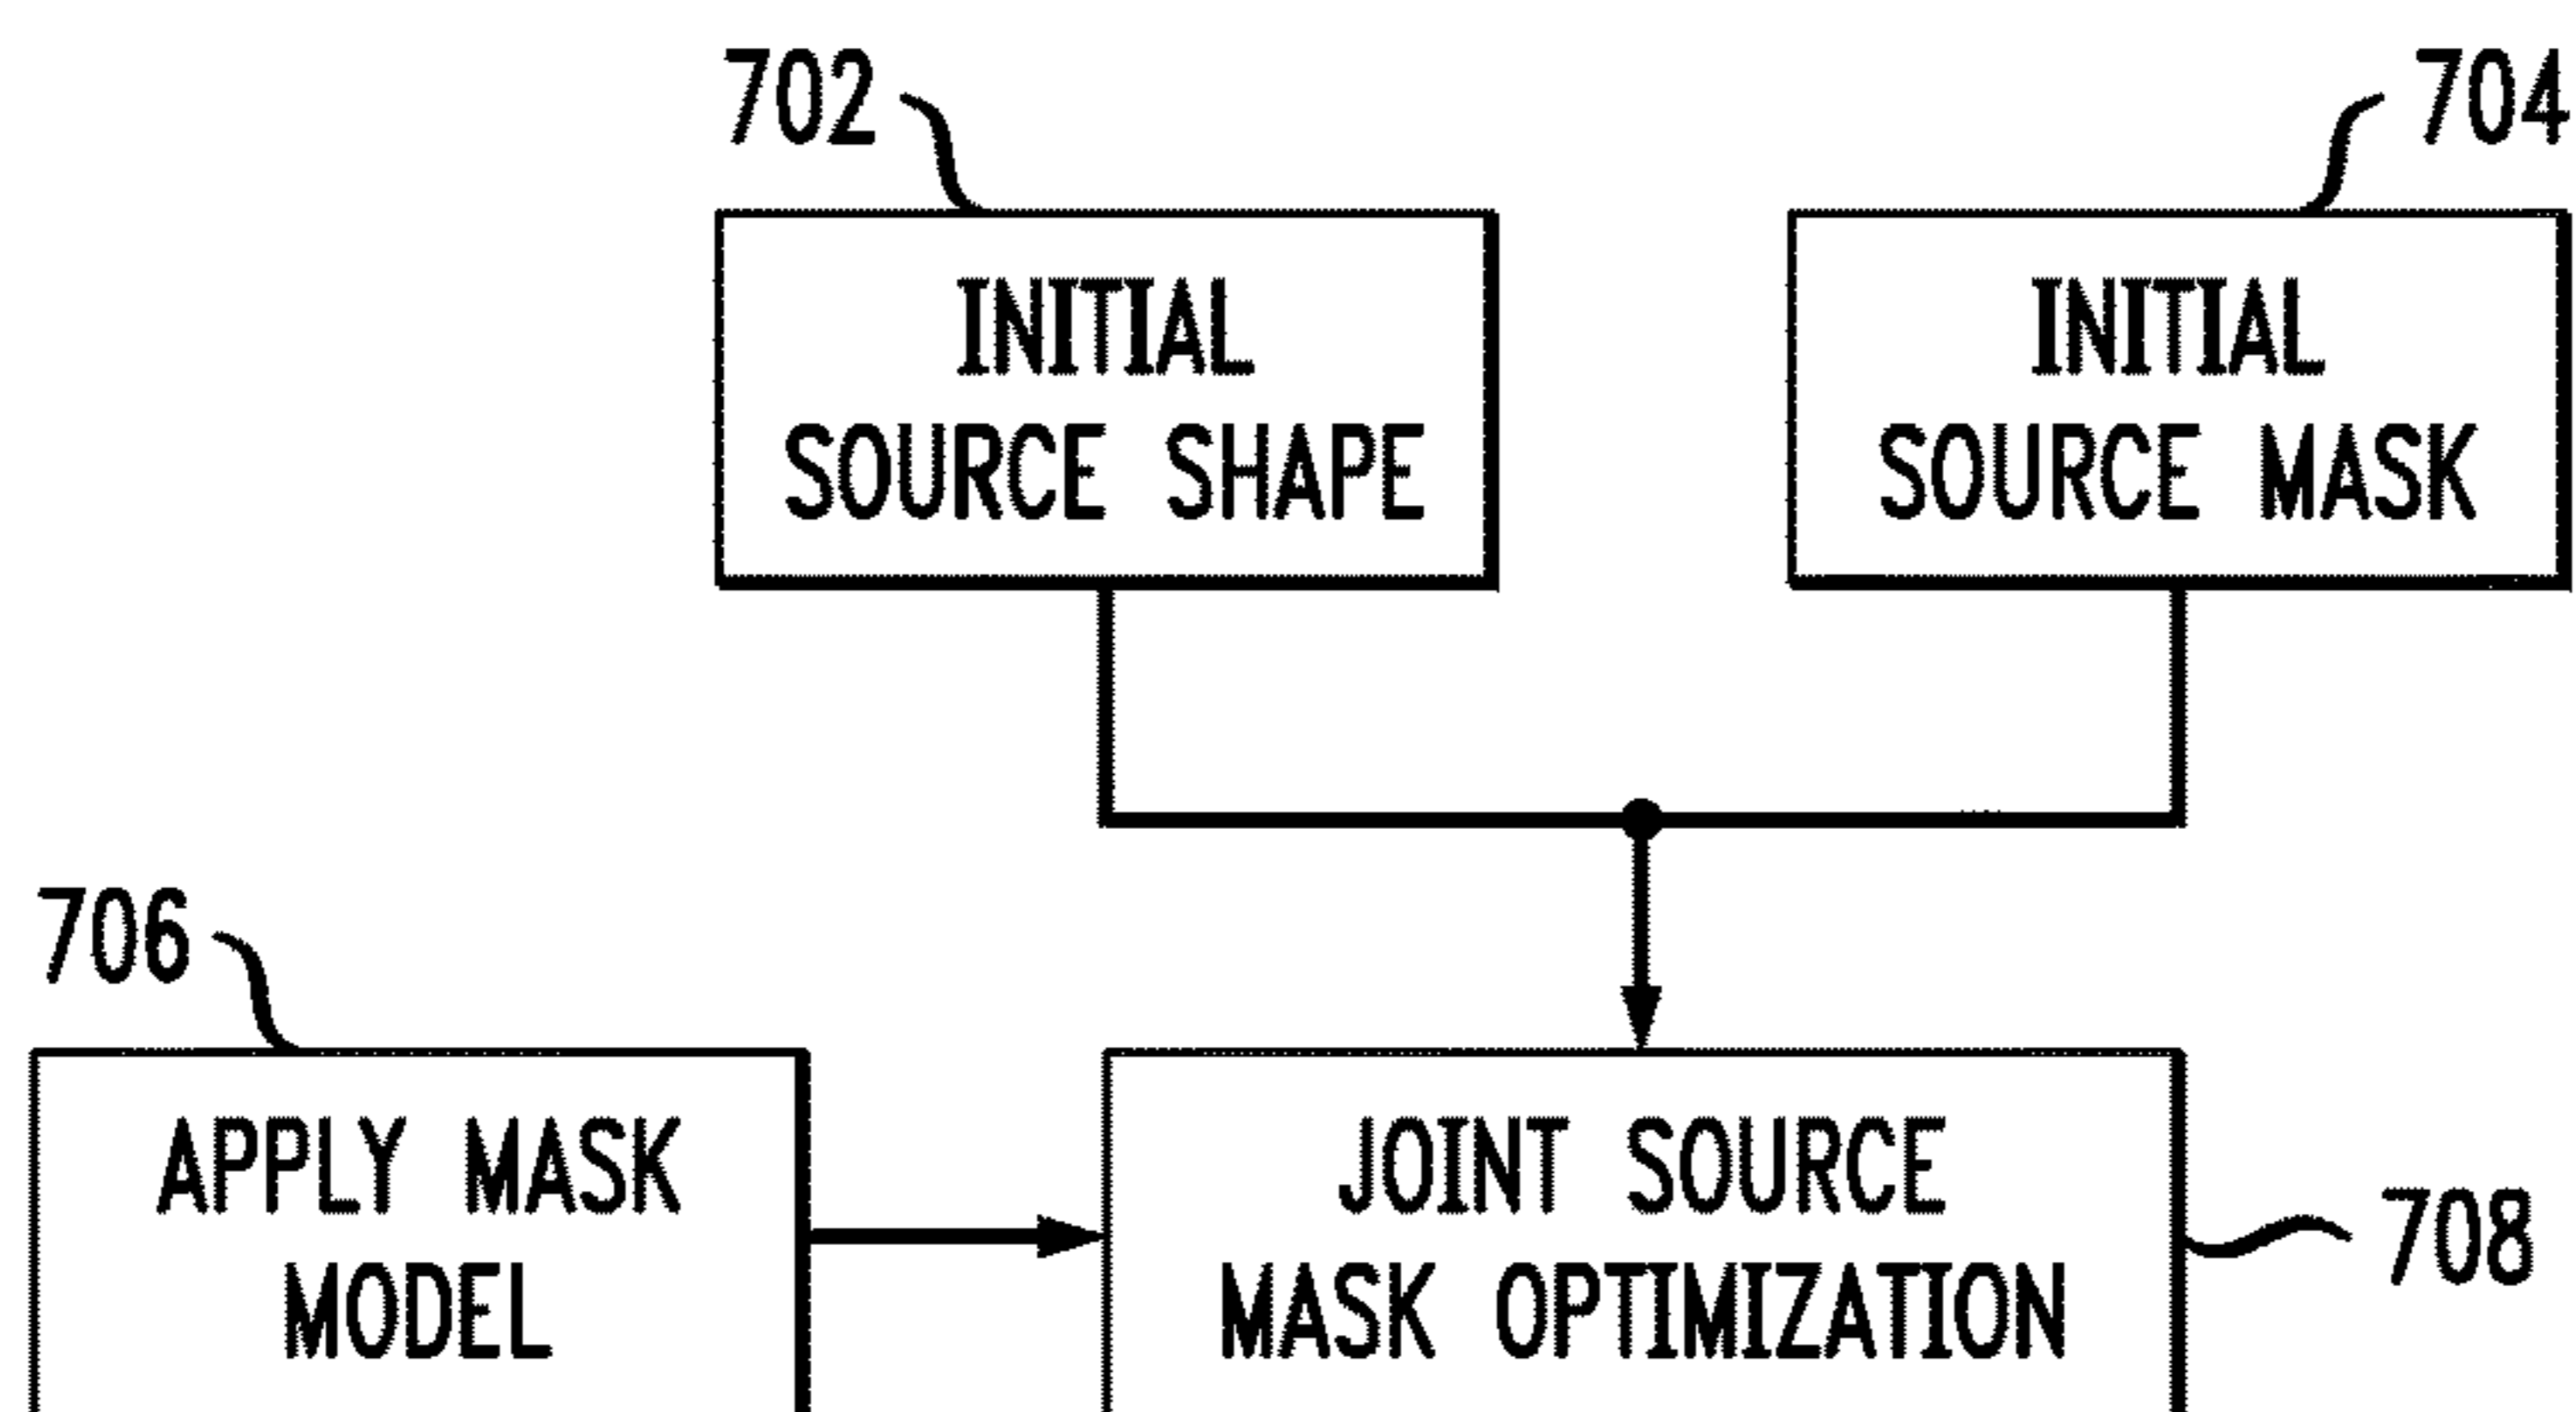 702
704
INITIAL
SOURCE SHAPE
INITIAL
SOURCE MASK
706
APPLY MASK
MODEL
JOINT SOURCE
MASK OPTIMIZATION
708